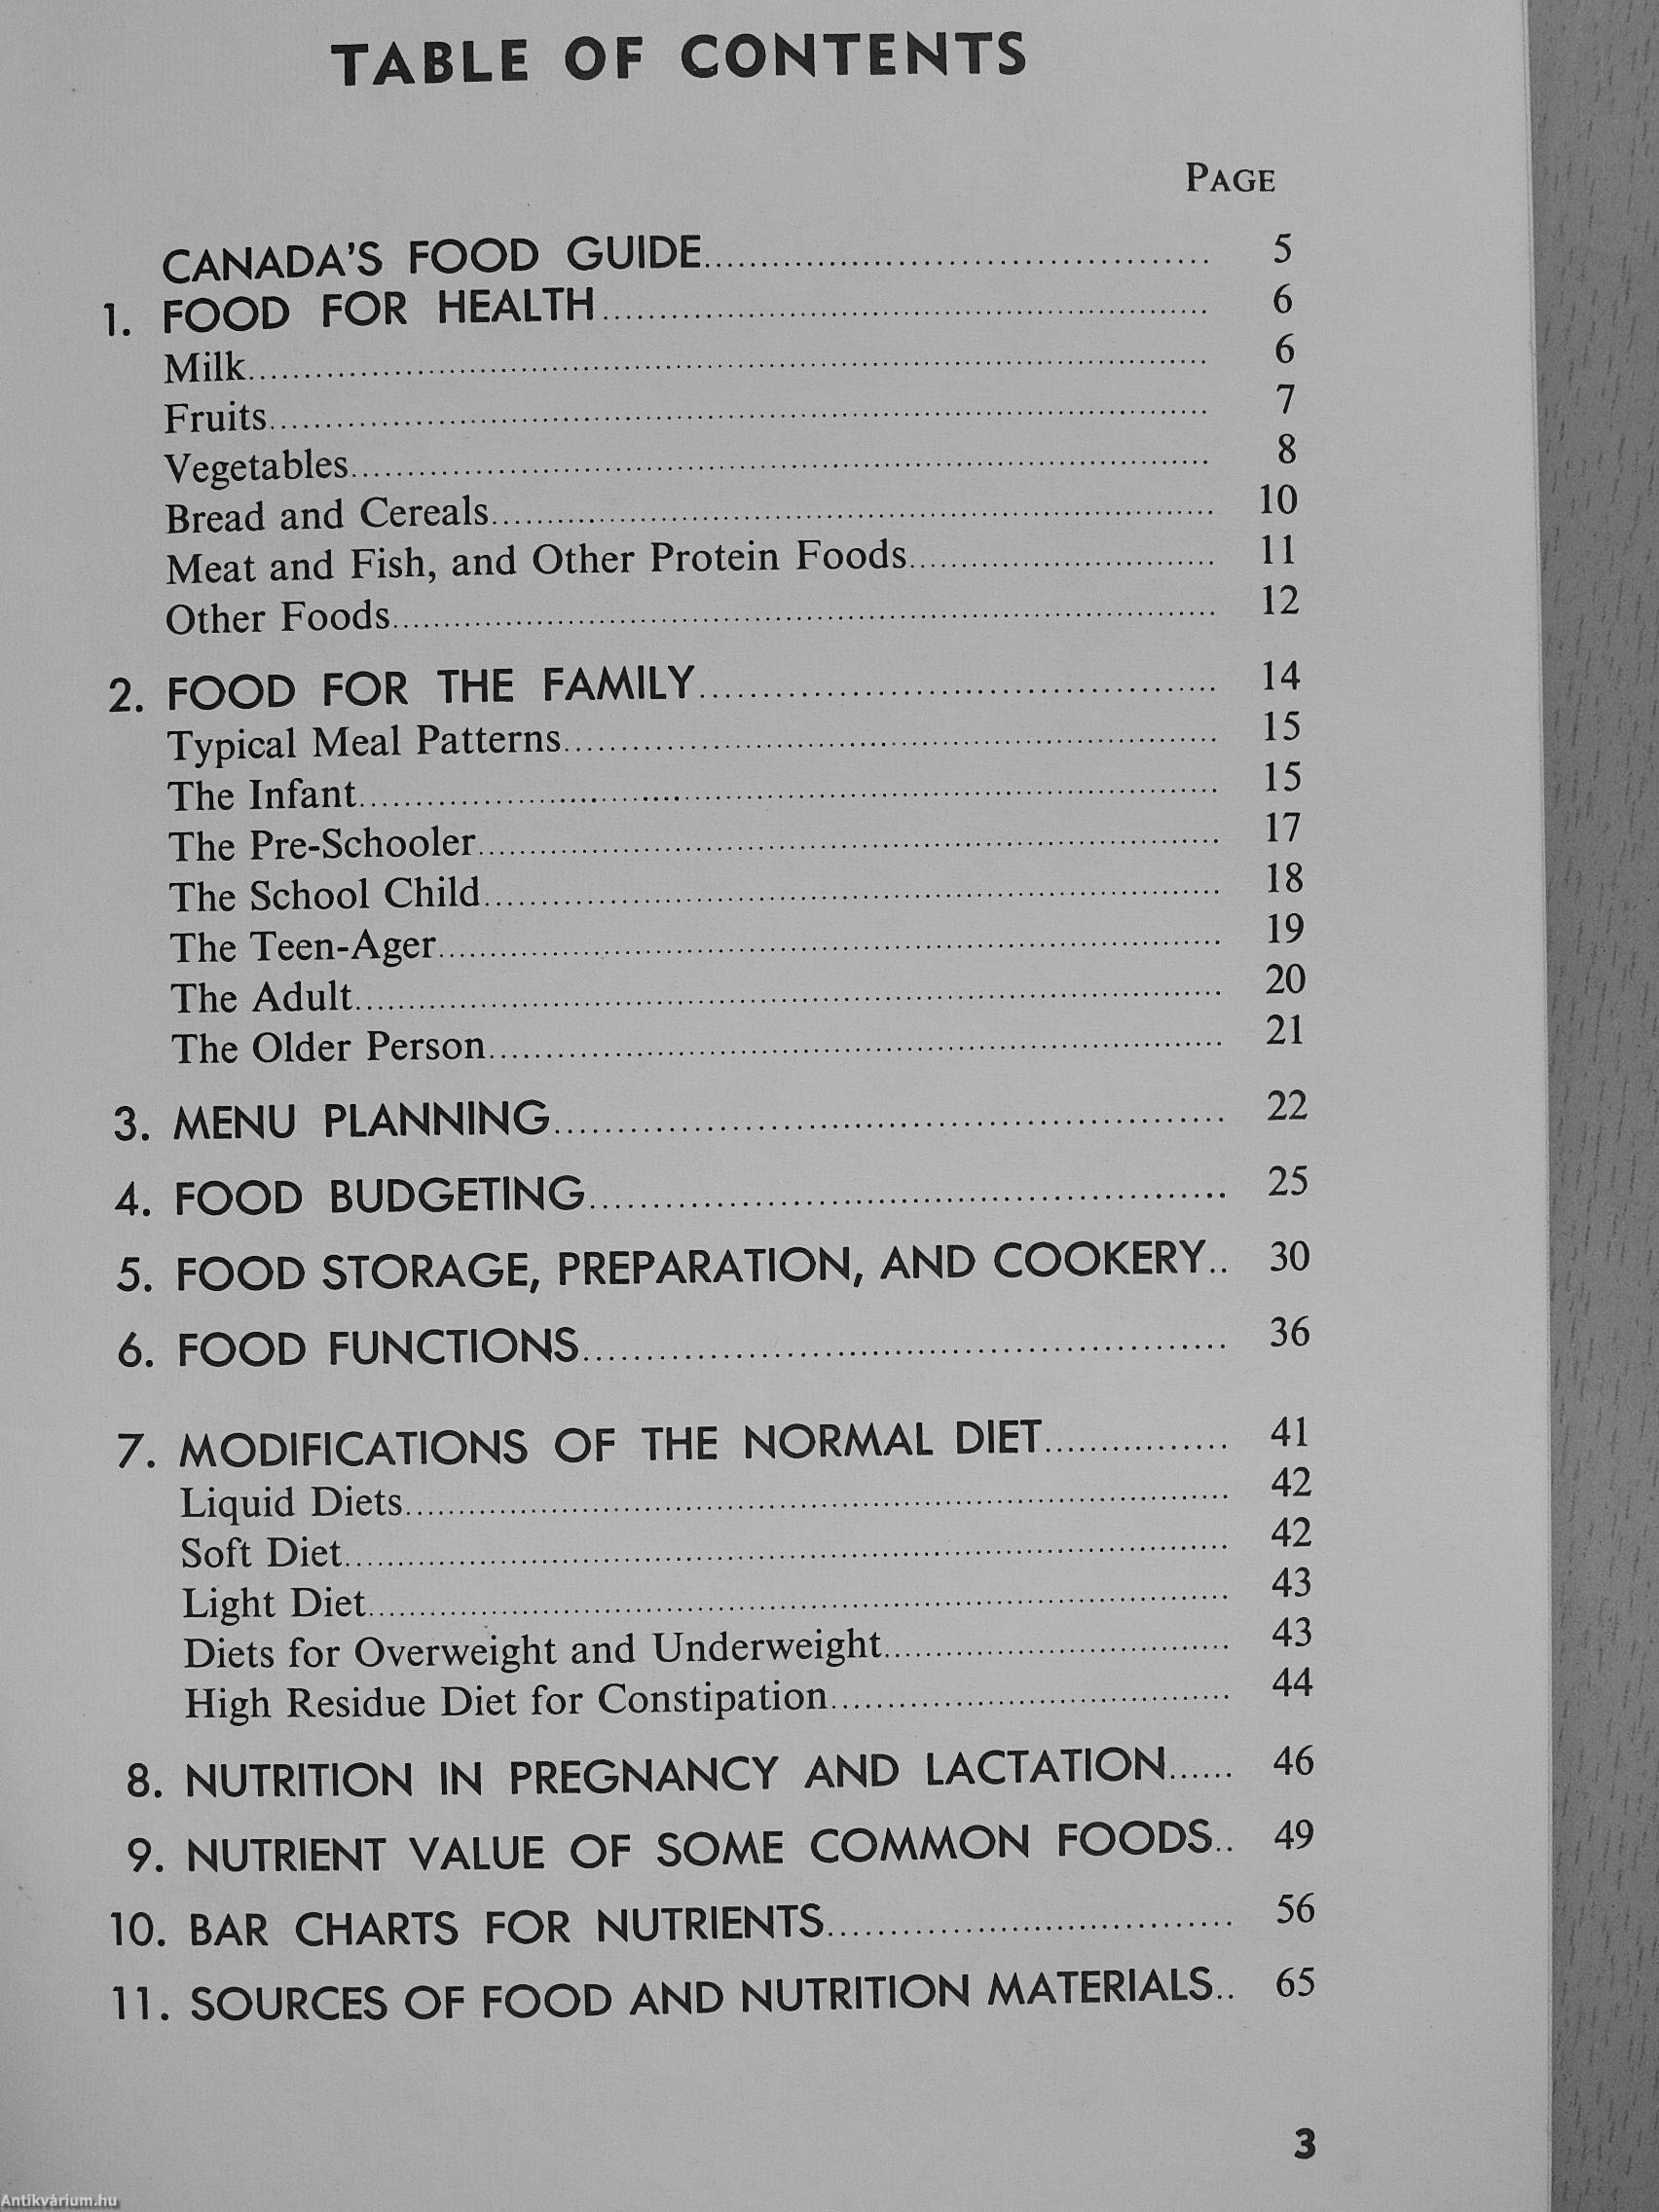 TABLE OF CONTENTS
PAGE
CANADA'S FOOD GUIDE........ 5
1. FOOD FOR HEALTH........ 6
Milk........ 6
Fruits........ 7
Vegetables........ 8
Bread and Cereals........ 10
Meat and Fish, and Other Protein Foods........ 11
Other Foods........ 12
2. FOOD FOR THE FAMILY........ 14
Typical Meal Patterns........ 15
The Infant........ 15
The Pre-Schooler........ 17
The School Child........ 18
The Teen-Ager........ 19
The Adult........ 20
The Older Person........ 21
3. MENU PLANNING........ 22
4. FOOD BUDGETING........ 25
5. FOOD STORAGE, PREPARATION, AND COOKERY.. 30
6. FOOD FUNCTIONS........ 36
7. MODIFICATIONS OF THE NORMAL DIET........ 41
Liquid Diets........ 42
Soft Diet........ 42
Light Diet........ 43
Diets for Overweight and Underweight........ 43
High Residue Diet for Constipation........ 44
8. NUTRITION IN PREGNANCY AND LACTATION...... 46
9. NUTRIENT VALUE OF SOME COMMON FOODS.. 49
10. BAR CHARTS FOR NUTRIENTS........ 56
11. SOURCES OF FOOD AND NUTRITION MATERIALS.. 65
3
Antikvárium.hu